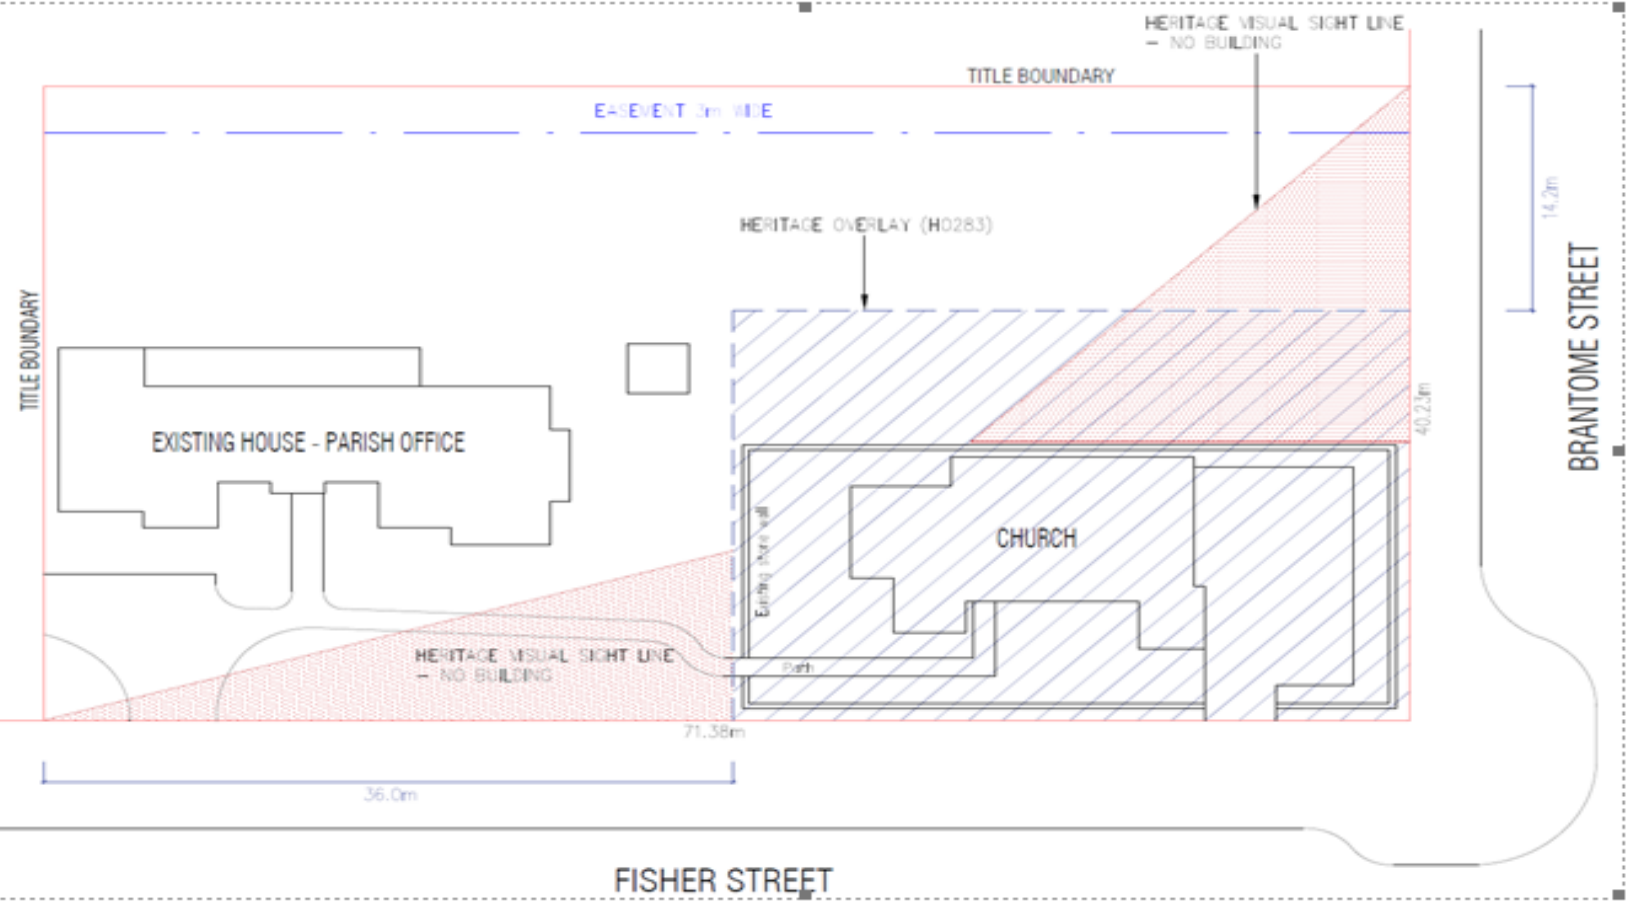 HERITAGE VISUAL SIGHT LINE
– NO BUILDING
TITLE BOUNDARY
EASEMENT 3m WIDE
14.2m
HERITAGE OVERLAY (HO283)
TITLE BOUNDARY
BRANTOME STREET
40.23m
EXISTING HOUSE - PARISH OFFICE
Existing stone wall
CHURCH
HERITAGE VISUAL SIGHT LINE
– NO BUILDING
Path
71.38m
36.0m
FISHER STREET